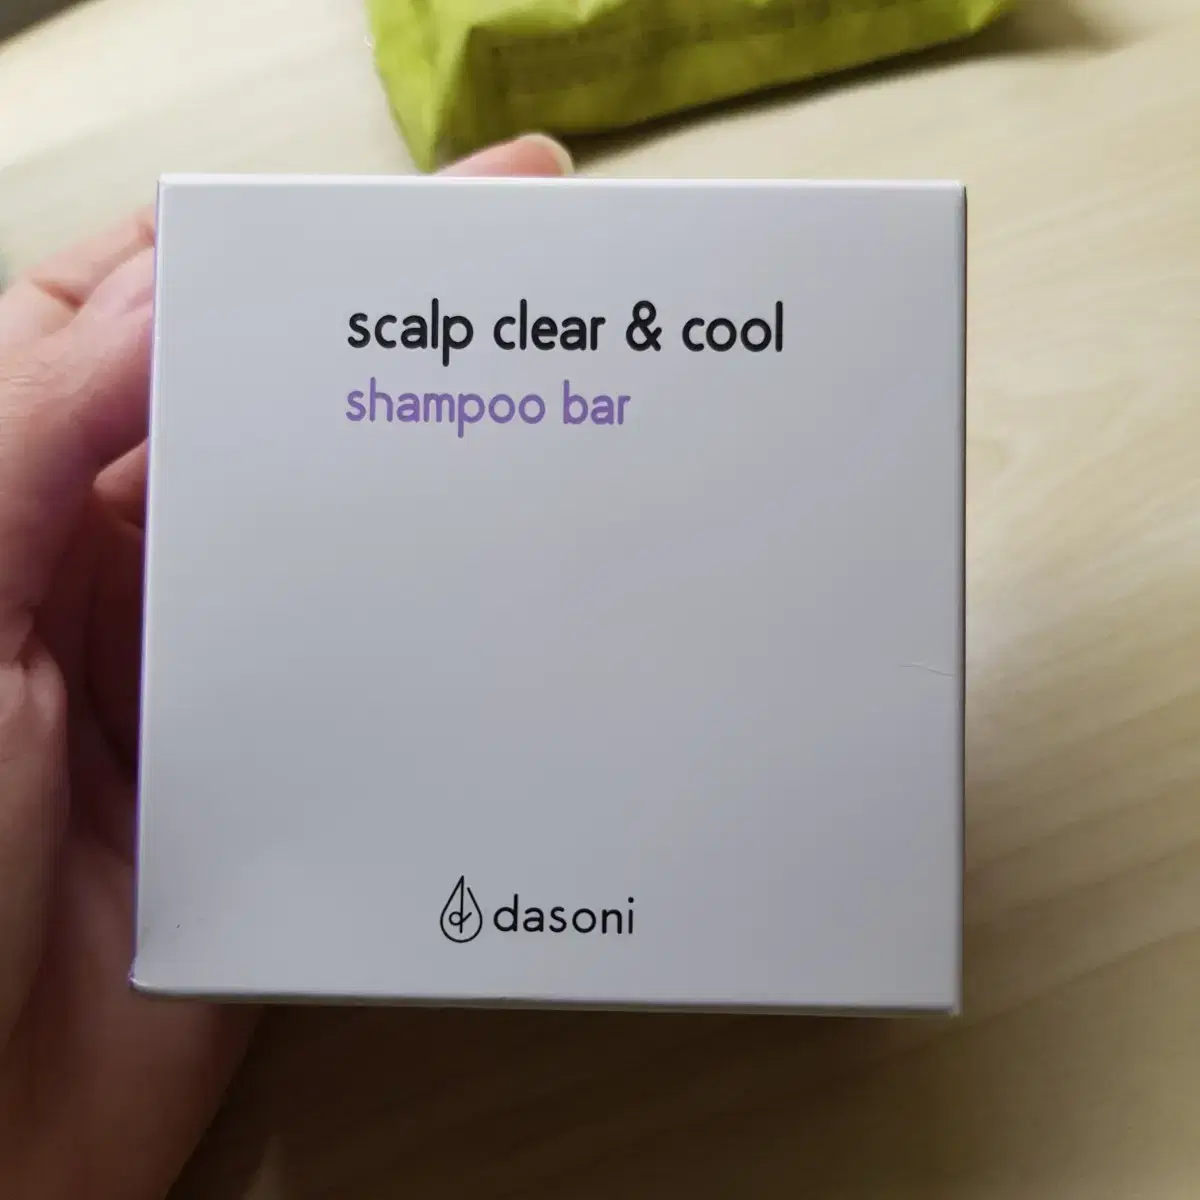 scalp clear & cool
shampoo bar
dasoni